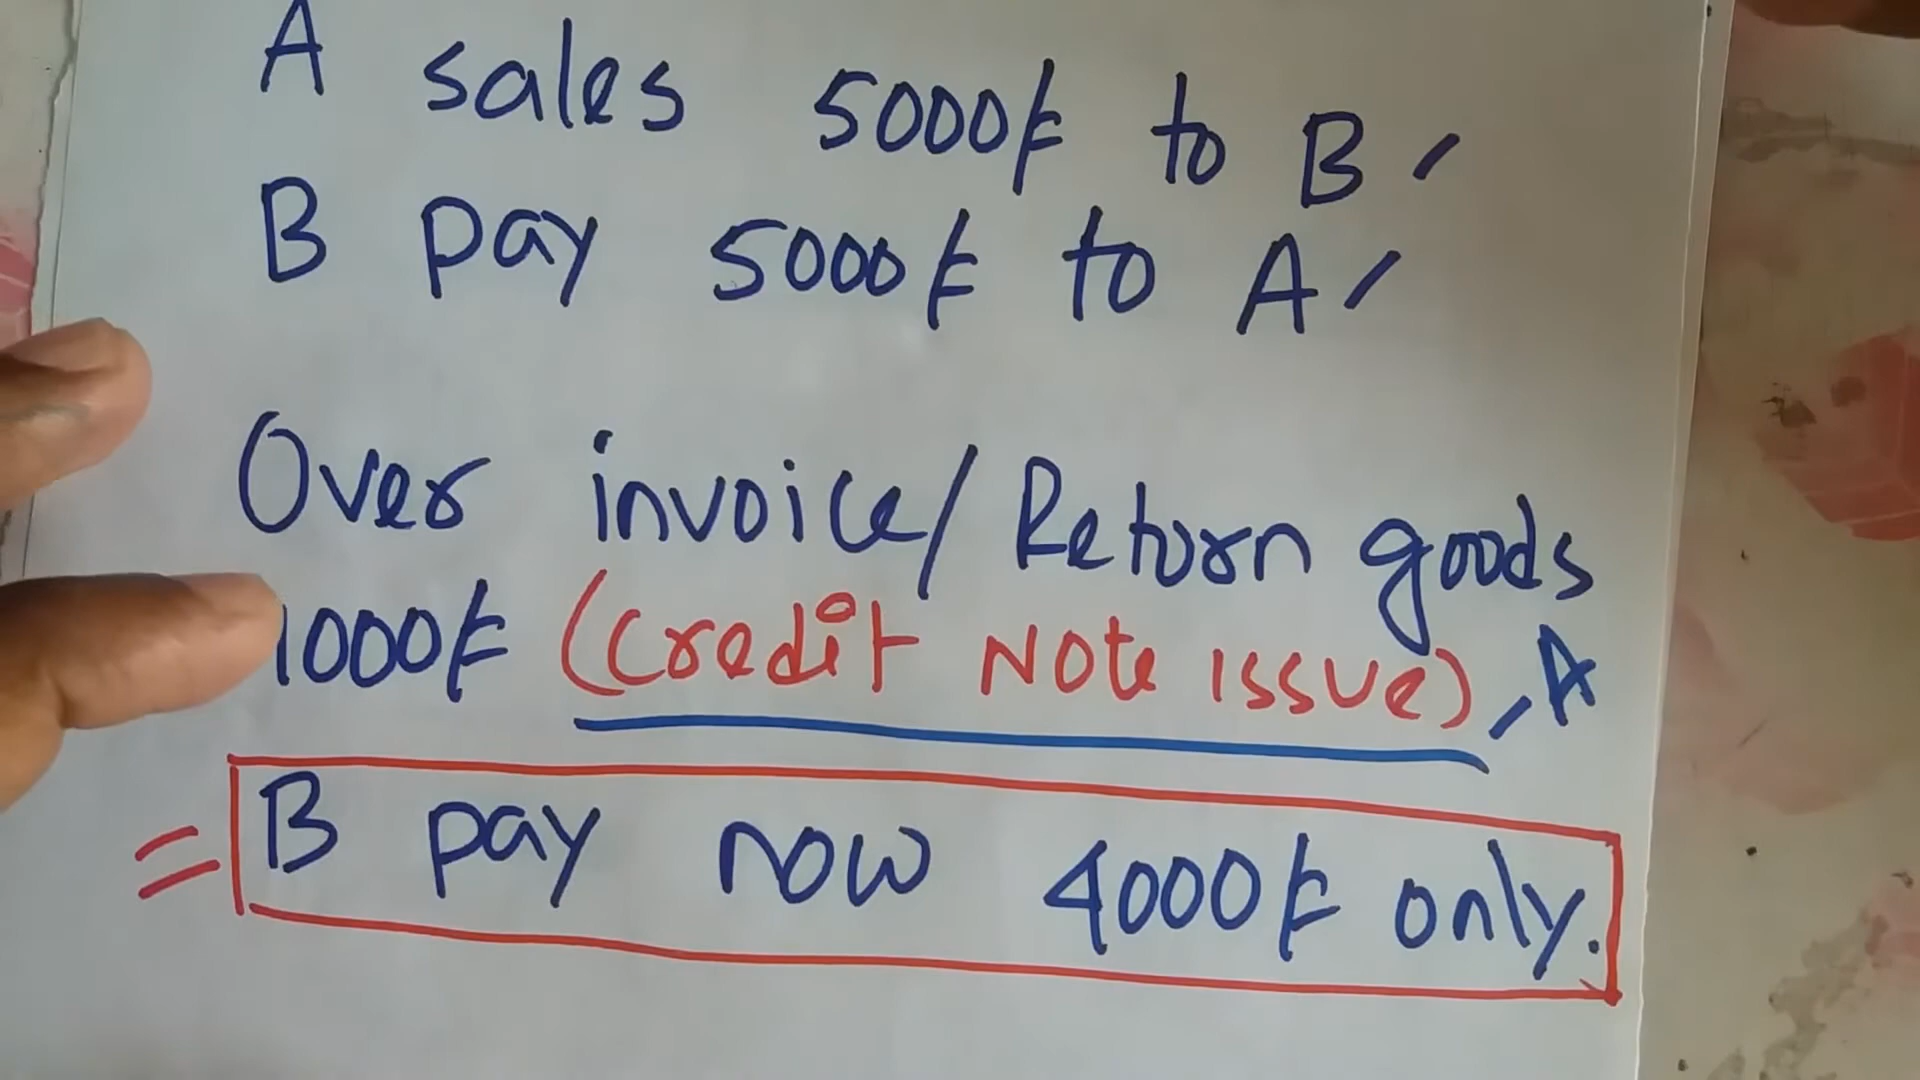 A sales 5000/= to B
B pay 5000/= to A
Over invoice/Return goods
1000/= (Credit Note issue), A
= B pay now 4000/= only.